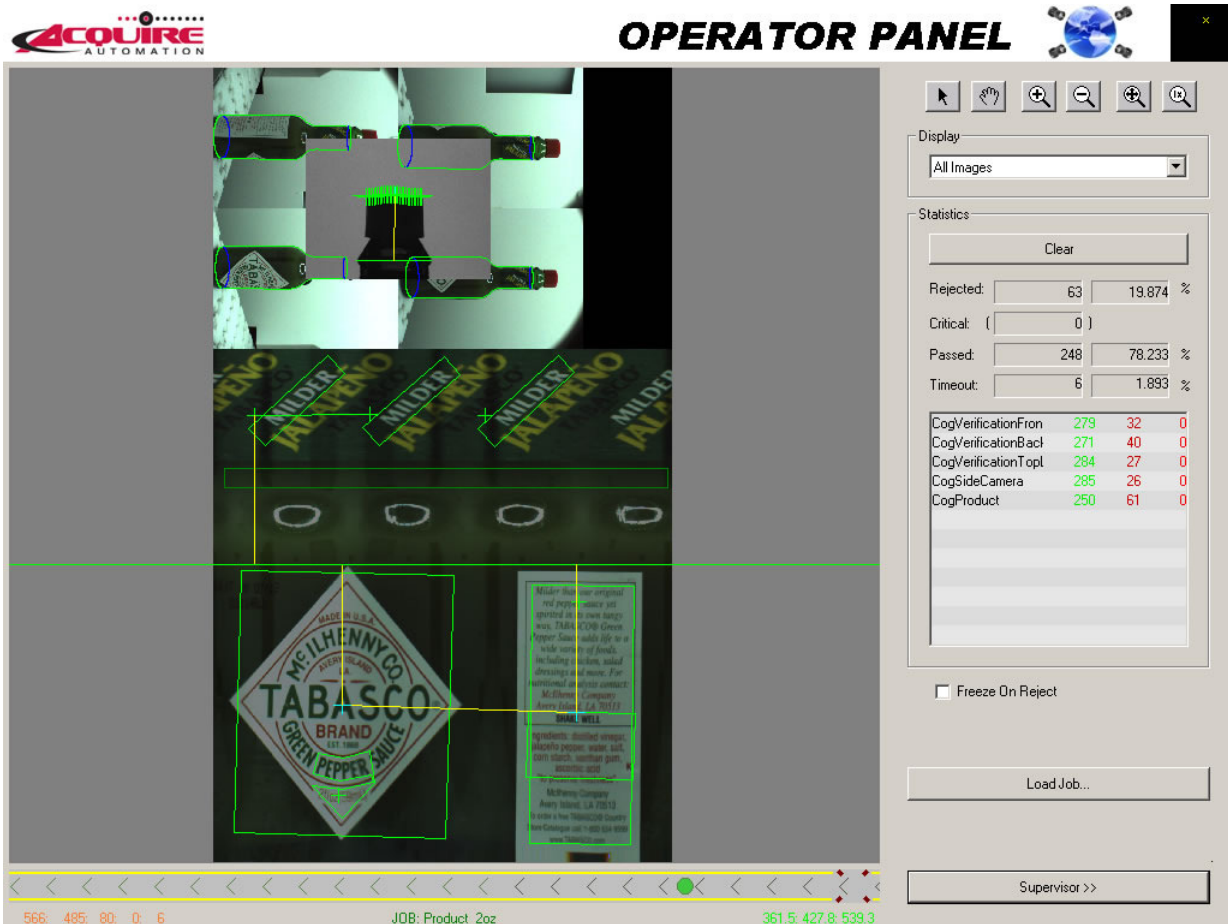 ACQUIRE
AUTOMATION
OPERATOR PANEL
x
1x
Display
All Images
Statistics
Clear
Rejected: 63 19.874 %
Critical: ( 0 )
Passed: 248 78.233 %
Timeout: 6 1.893 %
CogVerificationFron 279 32 0
CogVerificationBack 271 40 0
CogVerificationTopL 284 27 0
CogSideCamera 285 26 0
CogProduct 250 61 0
Freeze On Reject
Load Job...
Supervisor >>
MILDER MILDER MILDER MILDER
JALAPEÑO JALAPEÑO JALAPEÑO
MADE IN U.S.A.
McILHENNY CO.
AVERY ISLAND
LA
TABASCO
BRAND
EST. 1868
GREEN PEPPER SAUCE
Milder than our original
red pepper sauce yet
spirited in its own tangy
way, TABASCO® Green
Pepper Sauce adds life to a
wide variety of foods,
including chicken, salad
dressings and more. For
nutritional analysis contact:
McIlhenny Company
Avery Island, LA 70513
SHAKE WELL
Ingredients: distilled vinegar,
jalapeño pepper, water, salt,
corn starch, xanthan gum,
ascorbic acid
McIlhenny Company
Avery Island, LA 70513
www.TABASCO.com
566: 485: 80: 0: 6
JOB: Product_2oz
361.5: 427.8: 539.3